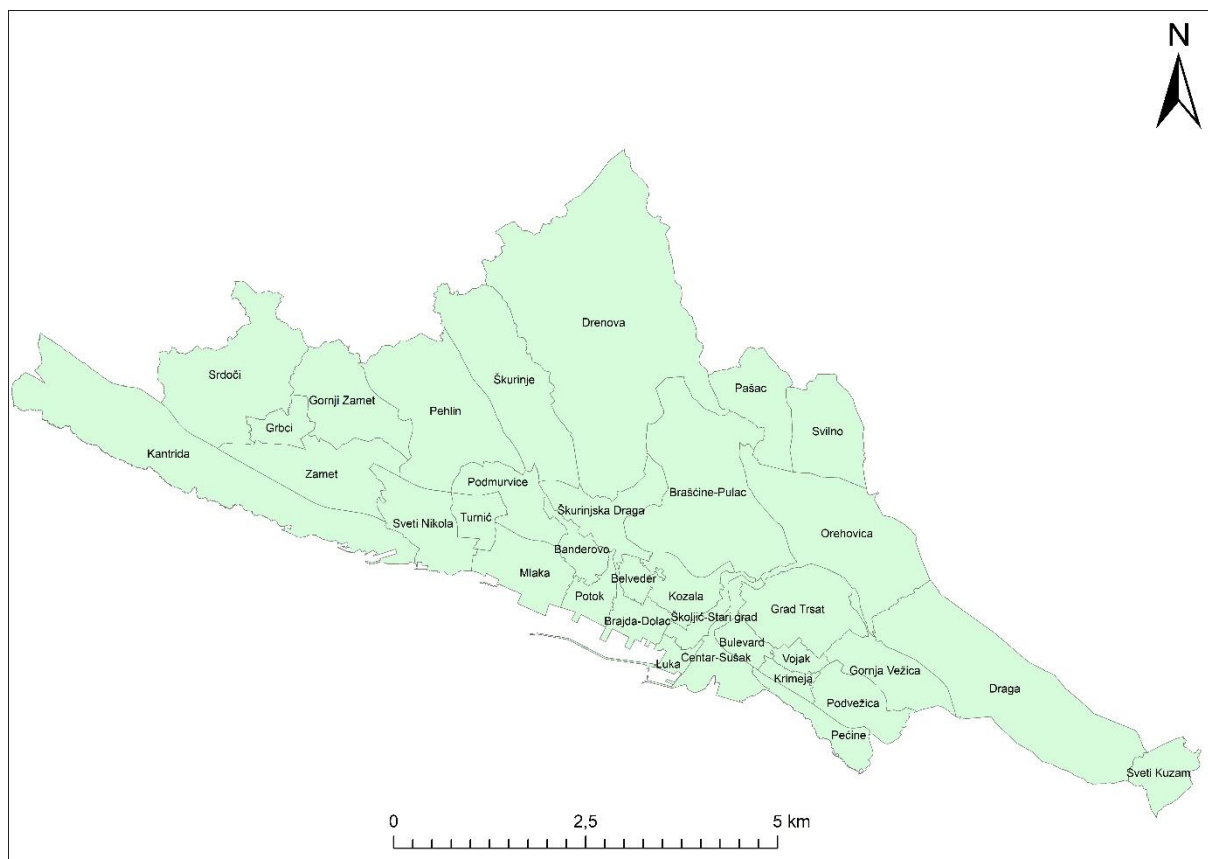 N
Drenova
Srdoči
Škurinje
Pašac
Gornji Zamet
Pehlin
Grbci
Svilno
Kantrida
Zamet
Podmurvice
Brašćine-Pulac
Škurinjska Draga
Sveti Nikola
Turnić
Orehovica
Banderovo
Mlaka
Belveder
Potok
Kozala
Grad Trsat
Brajda-Dolac
Školjić-Stari grad
Bulevard
Luka
Centar-Sušak
Vojak
Gornja Vežica
Krimeja
Draga
Podvežica
Pećine
Sveti Kuzam
0 2,5 5 km